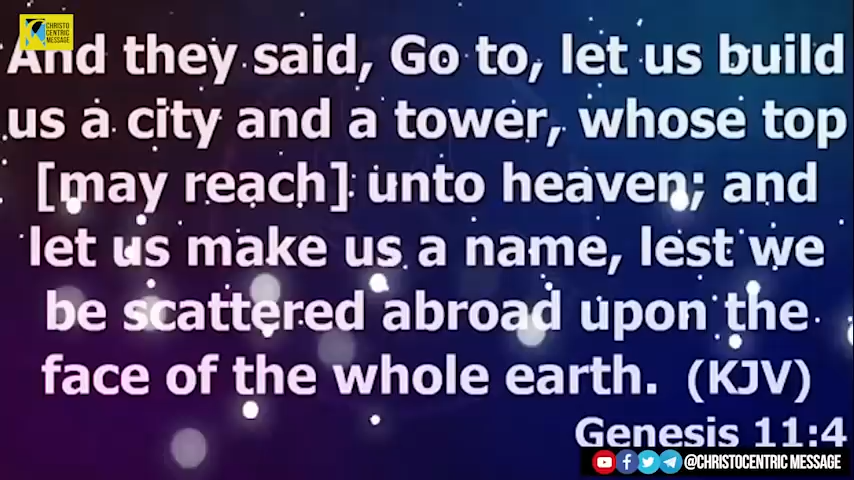 CHRISTO
CENTRIC
MESSAGE
And they said, Go to, let us build
us a city and a tower, whose top
[may reach] unto heaven; and
let us make us a name, lest we
be scattered abroad upon the
face of the whole earth. (KJV)
Genesis 11:4
@CHRISTOCENTRIC MESSAGE